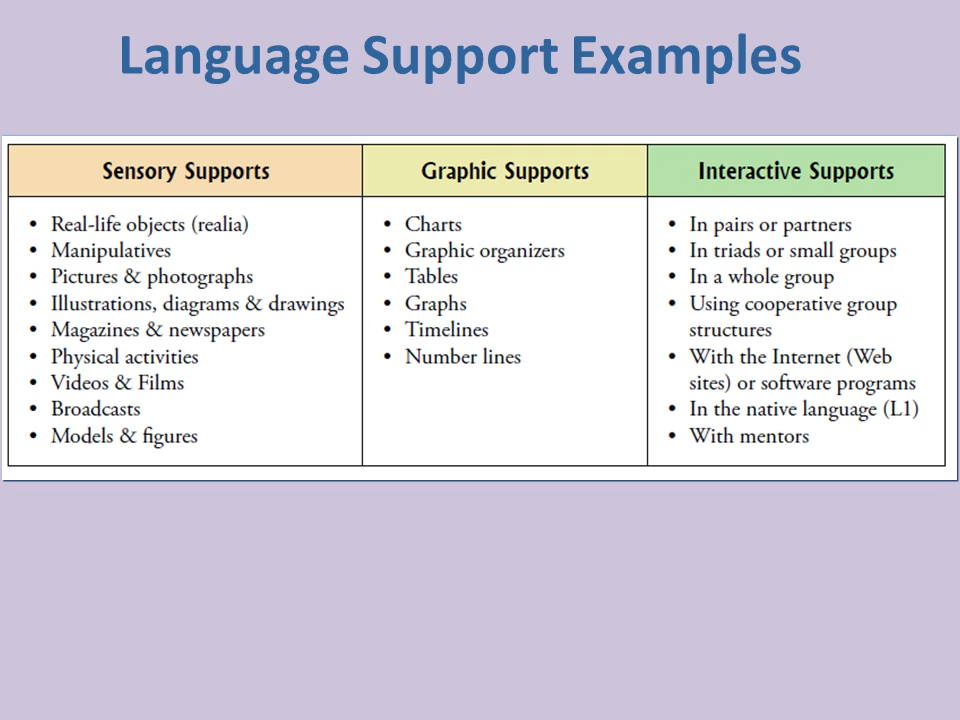 Language Support Examples
Sensory Supports
• Real-life objects (realia)
• Manipulatives
• Pictures & photographs
• Illustrations, diagrams & drawings
• Magazines & newspapers
• Physical activities
• Videos & Films
• Broadcasts
• Models & figures
Graphic Supports
• Charts
• Graphic organizers
• Tables
• Graphs
• Timelines
• Number lines
Interactive Supports
• In pairs or partners
• In triads or small groups
• In a whole group
• Using cooperative group
structures
• With the Internet (Web
sites) or software programs
• In the native language (L1)
• With mentors